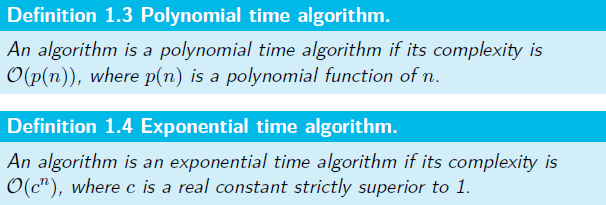 Definition 1.3 Polynomial time algorithm.
An algorithm is a polynomial time algorithm if its complexity is
𝒪(p(n)), where p(n) is a polynomial function of n.
Definition 1.4 Exponential time algorithm.
An algorithm is an exponential time algorithm if its complexity is
𝒪(cⁿ), where c is a real constant strictly superior to 1.